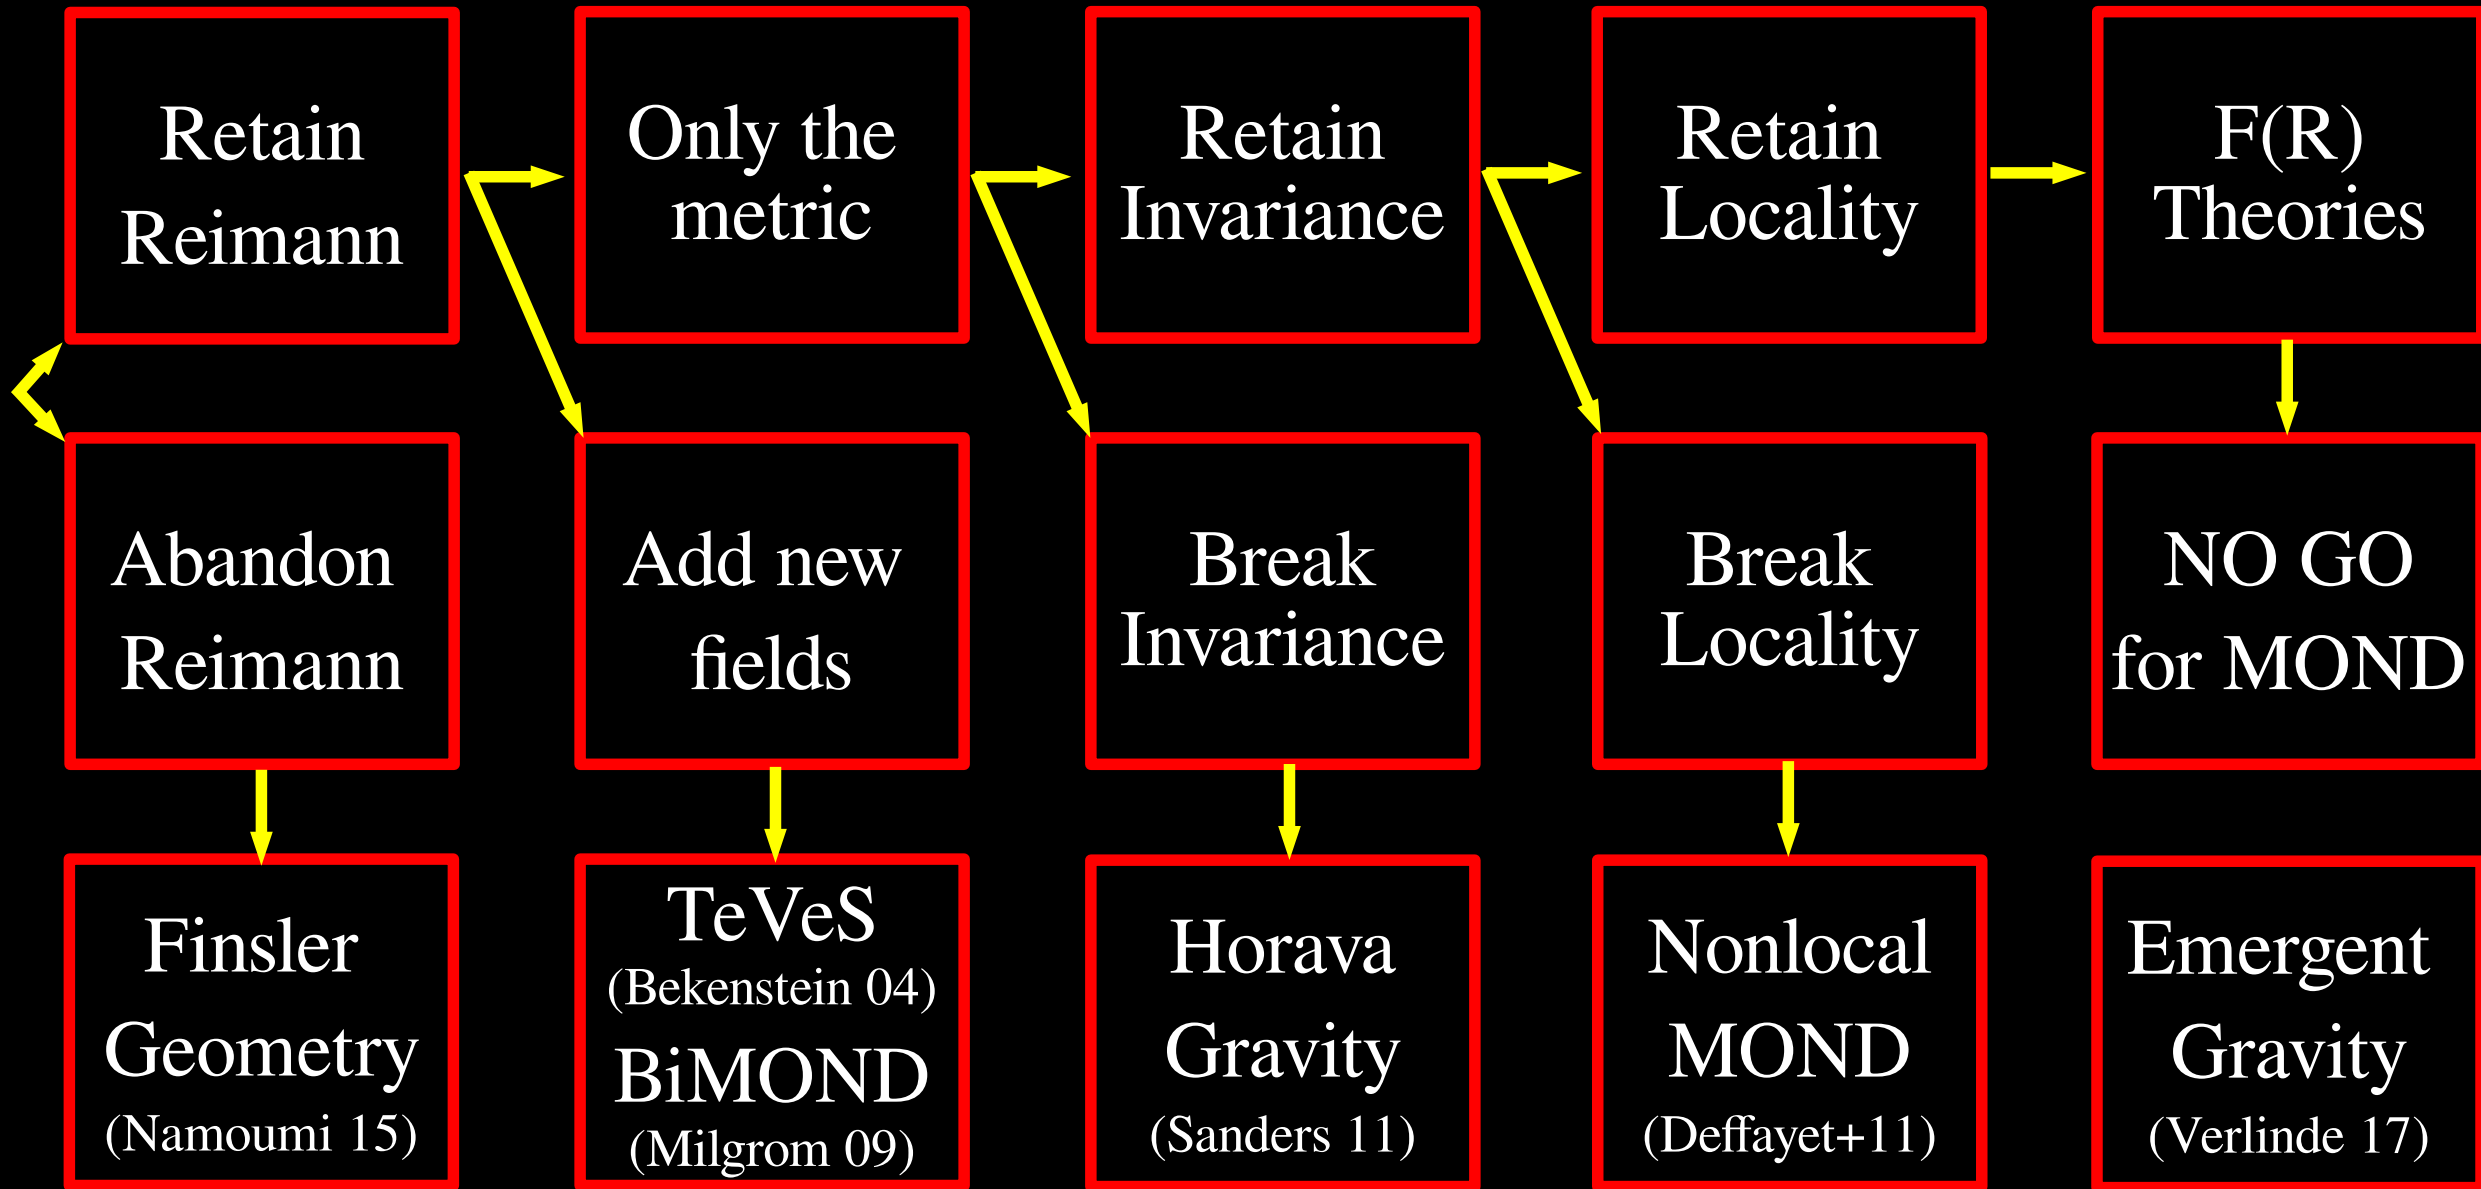 Retain
Reimann
Only the
metric
Retain
Invariance
Retain
Locality
F(R)
Theories
Abandon
Reimann
Add new
fields
Break
Invariance
Break
Locality
NO GO
for MOND
Finsler
Geometry
(Namoumi 15)
TeVeS
(Bekenstein 04)
BiMOND
(Milgrom 09)
Horava
Gravity
(Sanders 11)
Nonlocal
MOND
(Deffayet+11)
Emergent
Gravity
(Verlinde 17)